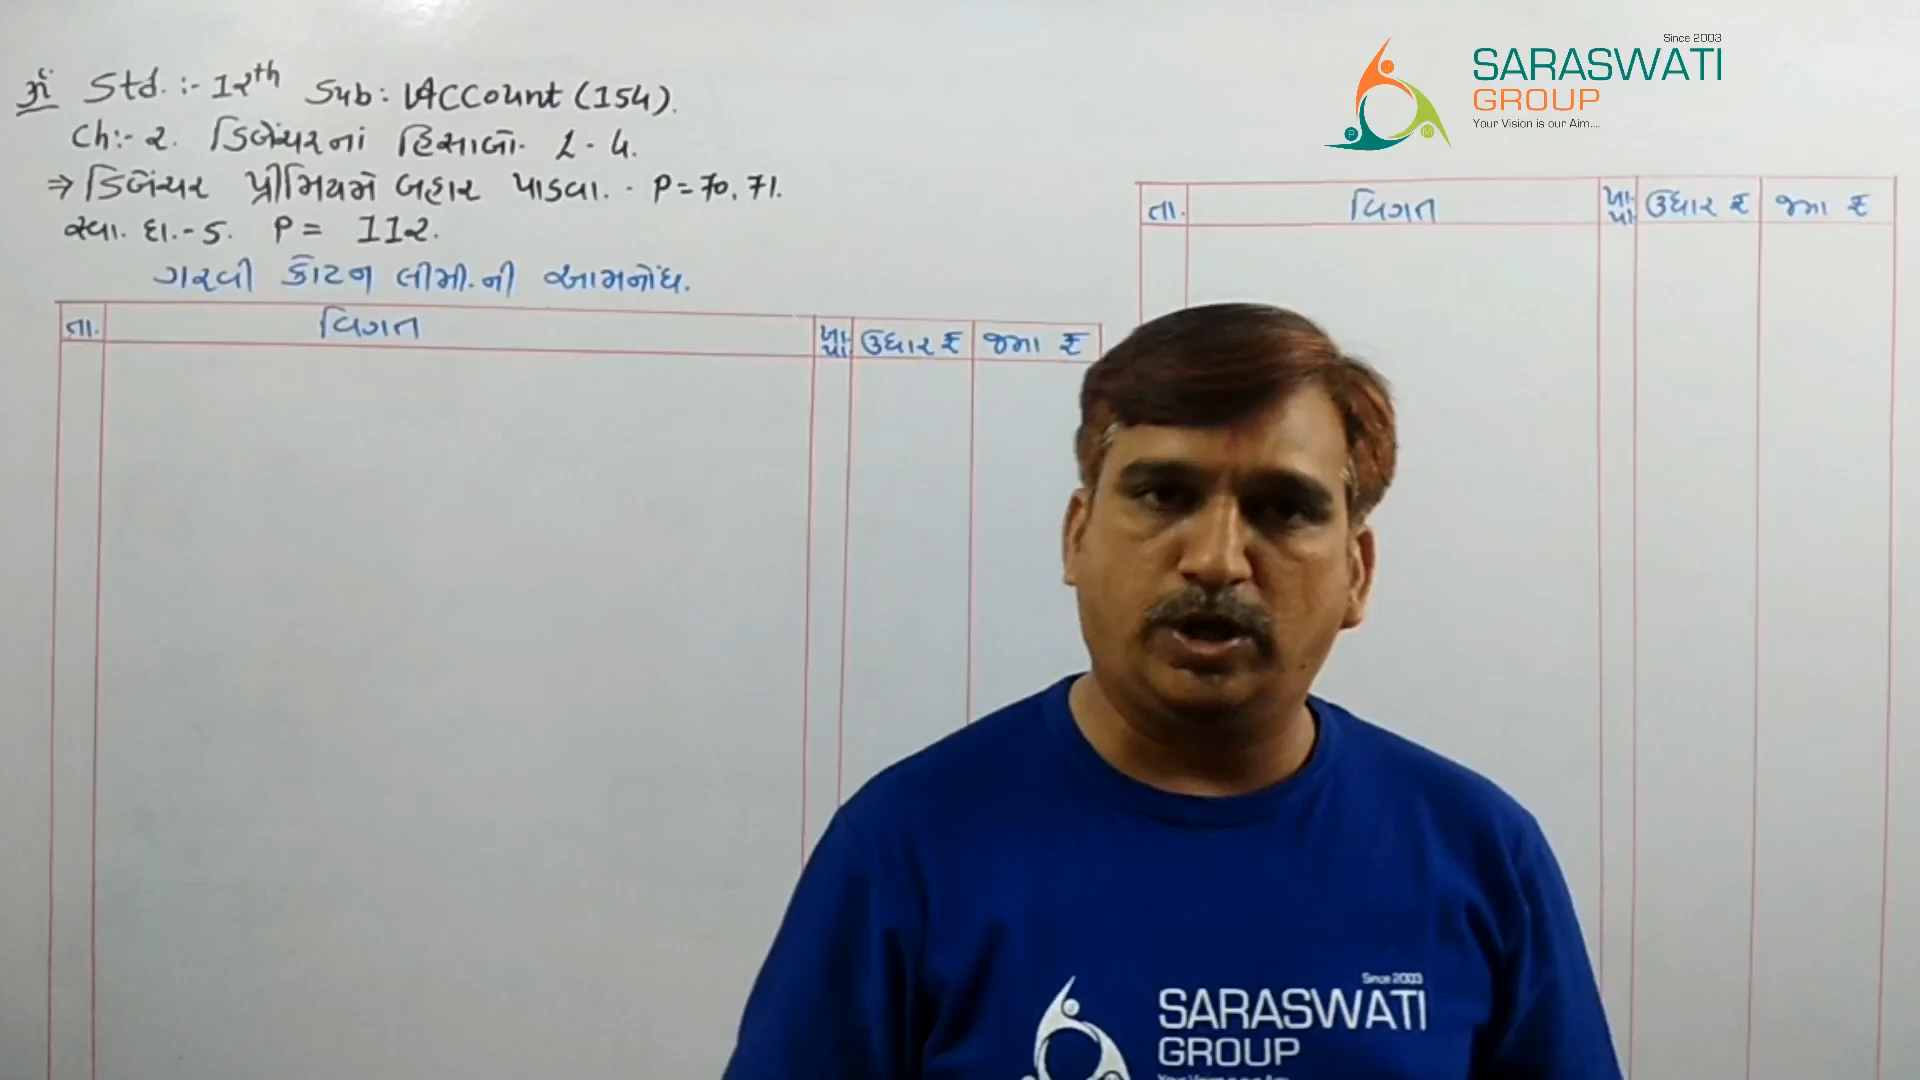 ૐ Std. :- 12th Sub : Account (154).
Ch :- 2. ડિબેંચરનાં હિસાબો - L - 4.
⇒ ડિબેંચર પ્રીમિયમે બહાર પાડવા. - P = 70, 71.
સ્વા. દા. - 5. P = 112.
ગરવી કોટન લીમી. ની આમનોંધ.
તા. વિગત ખા. પા. ઉધાર ₹ જમા ₹
તા. વિગત ખા. પા. ઉધાર ₹ જમા ₹
Since 2003
SARASWATI
GROUP
Your Vision is our Aim....
P M
Since 2003
SARASWATI
GROUP